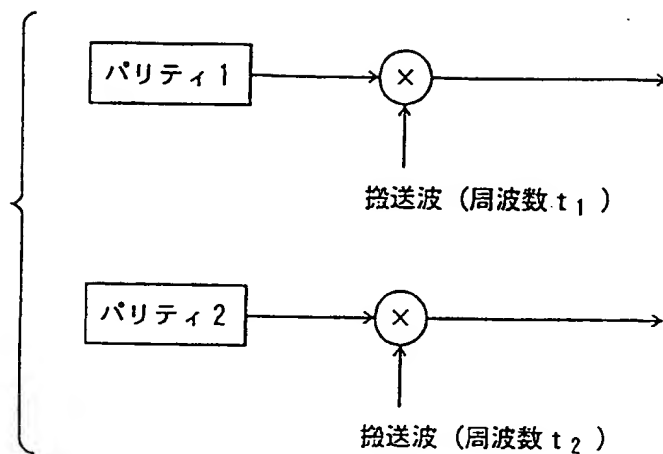 パリティ1
×
搬送波 (周波数 t₁ )
パリティ2
×
搬送波 (周波数 t₂ )